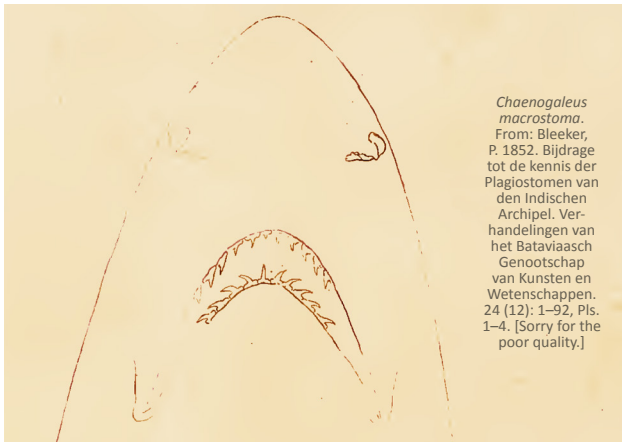 Chaenogaleus
macrostoma.
From: Bleeker,
P. 1852. Bijdrage
tot de kennis der
Plagiostomen van
den Indischen
Archipel. Ver-
handelingen van
het Bataviaasch
Genootschap
van Kunsten en
Wetenschappen.
24 (12): 1–92, Pls.
1–4. [Sorry for the
poor quality.]